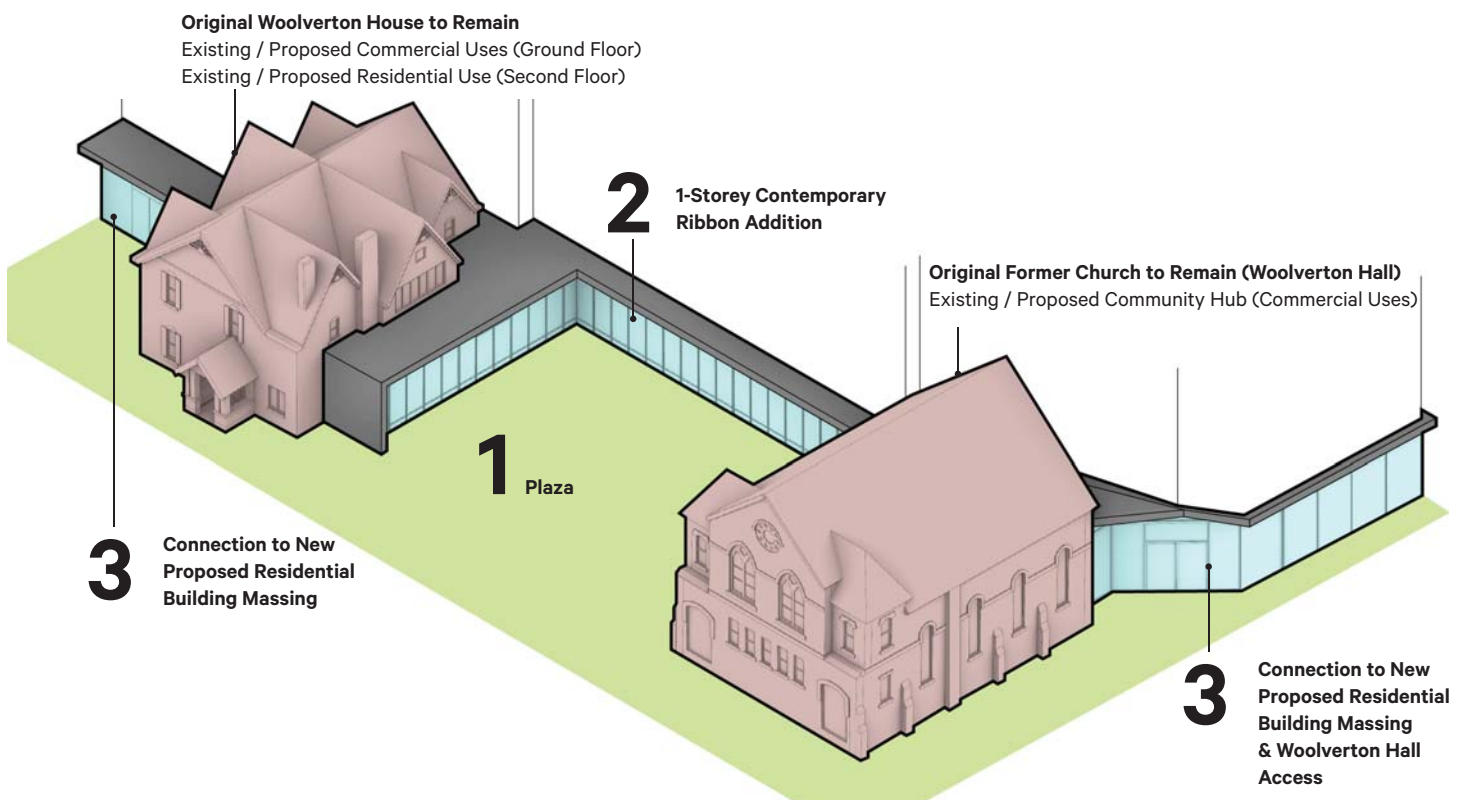 Original Woolverton House to Remain
Existing / Proposed Commercial Uses (Ground Floor)
Existing / Proposed Residential Use (Second Floor)
2
1-Storey Contemporary
Ribbon Addition
Original Former Church to Remain (Woolverton Hall)
Existing / Proposed Community Hub (Commercial Uses)
1 Plaza
3
Connection to New
Proposed Residential
Building Massing
3
Connection to New
Proposed Residential
Building Massing
& Woolverton Hall
Access